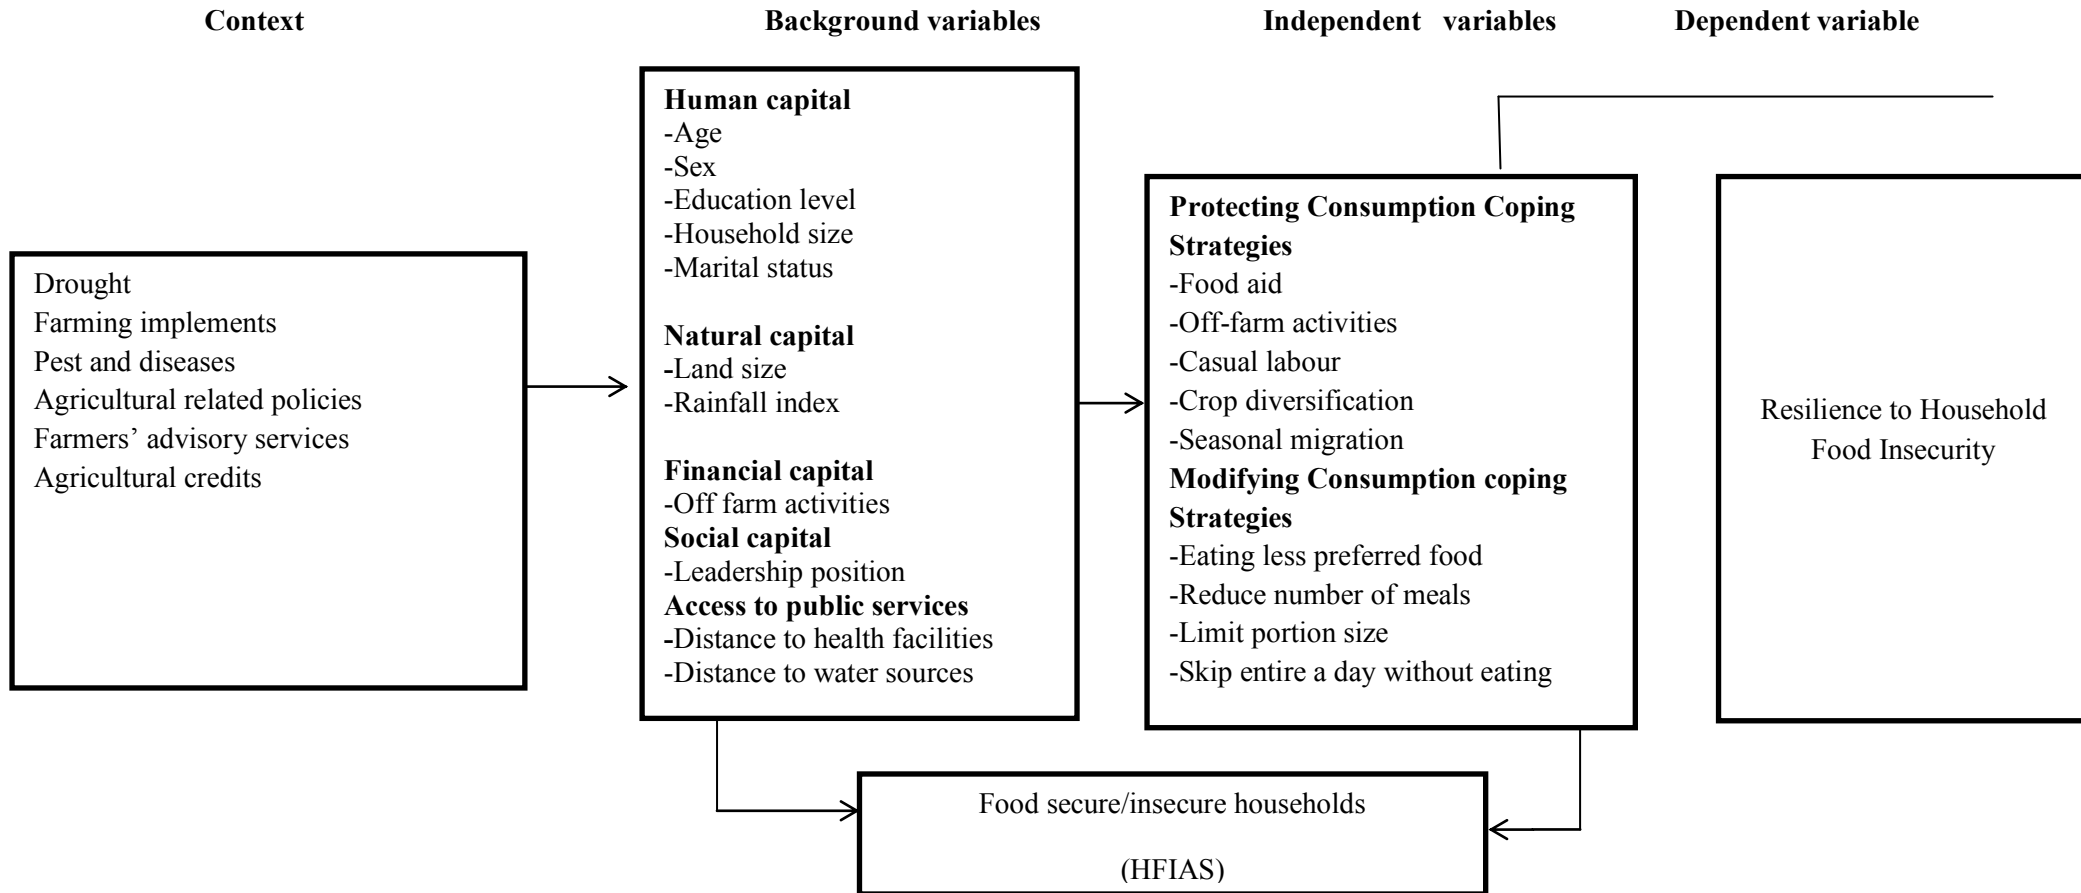 Context
Background variables
Independent variables
Dependent variable
Drought
Farming implements
Pest and diseases
Agricultural related policies
Farmers’ advisory services
Agricultural credits
Human capital
-Age
-Sex
-Education level
-Household size
-Marital status
Natural capital
-Land size
-Rainfall index
Financial capital
-Off farm activities
Social capital
-Leadership position
Access to public services
-Distance to health facilities
-Distance to water sources
Protecting Consumption Coping
Strategies
-Food aid
-Off-farm activities
-Casual labour
-Crop diversification
-Seasonal migration
Modifying Consumption coping
Strategies
-Eating less preferred food
-Reduce number of meals
-Limit portion size
-Skip entire a day without eating
Resilience to Household
Food Insecurity
Food secure/insecure households
(HFIAS)